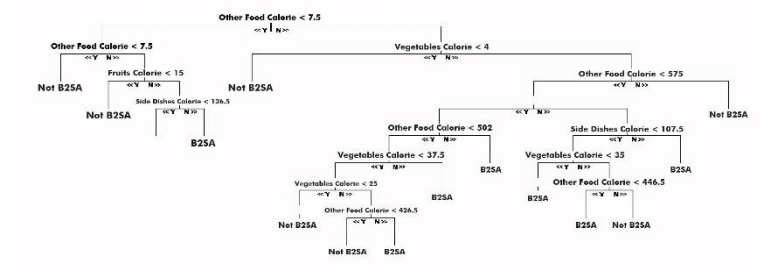 Other Food Calorie < 7.5
<<Y N>>
Other Food Calorie < 7.5
<<Y N>>
Vegetables Calorie < 4
<<Y N>>
Fruits Calorie < 15
<<Y N>>
Other Food Calorie < 575
<<Y N>>
Not B2SA
Not B2SA
Side Dishes Calorie < 126.5
<<Y N>>
Not B2SA
<<Y N>>
Not B2SA
B2SA
Other Food Calorie < 502
<<Y N>>
Side Dishes Calorie < 107.5
<<Y N>>
Vegetables Calorie < 37.5
<<Y N>>
B2SA
Vegetables Calorie < 35
<<Y N>>
B2SA
Vegetables Calorie < 25
<<Y N>>
B2SA
B2SA
Other Food Calorie < 446.5
<<Y N>>
Not B2SA
Other Food Calorie < 426.5
<<Y N>>
B2SA
Not B2SA
Not B2SA
B2SA